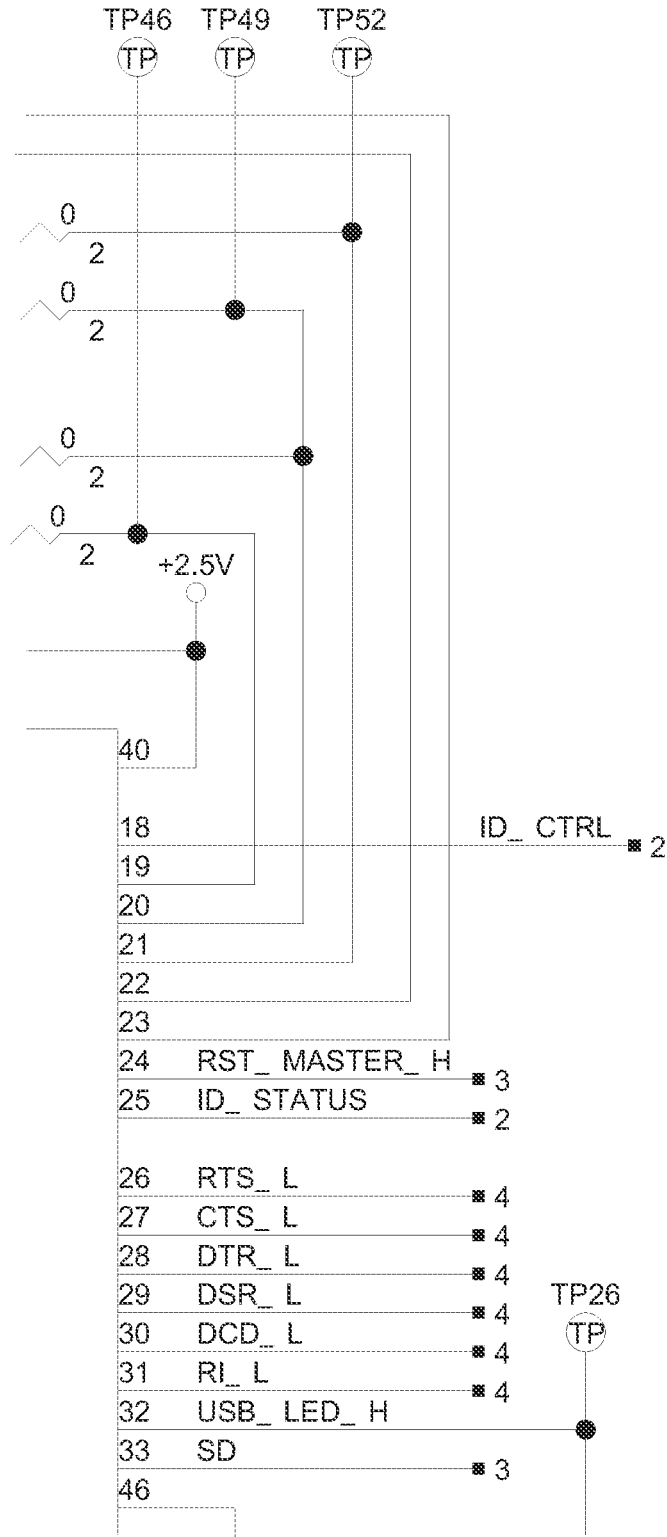 TP46 TP49 TP52
TP TP TP
0
2
0
2
0
2
0
2
+2.5V
40
18 ID_ CTRL 2
19
20
21
22
23
24 RST_ MASTER_ H 3
25 ID_ STATUS 2
26 RTS_ L 4
27 CTS_ L 4
28 DTR_ L 4
29 DSR_ L 4
TP26
30 DCD_ L 4
TP
31 RI_ L 4
32 USB_ LED_ H
33 SD 3
46